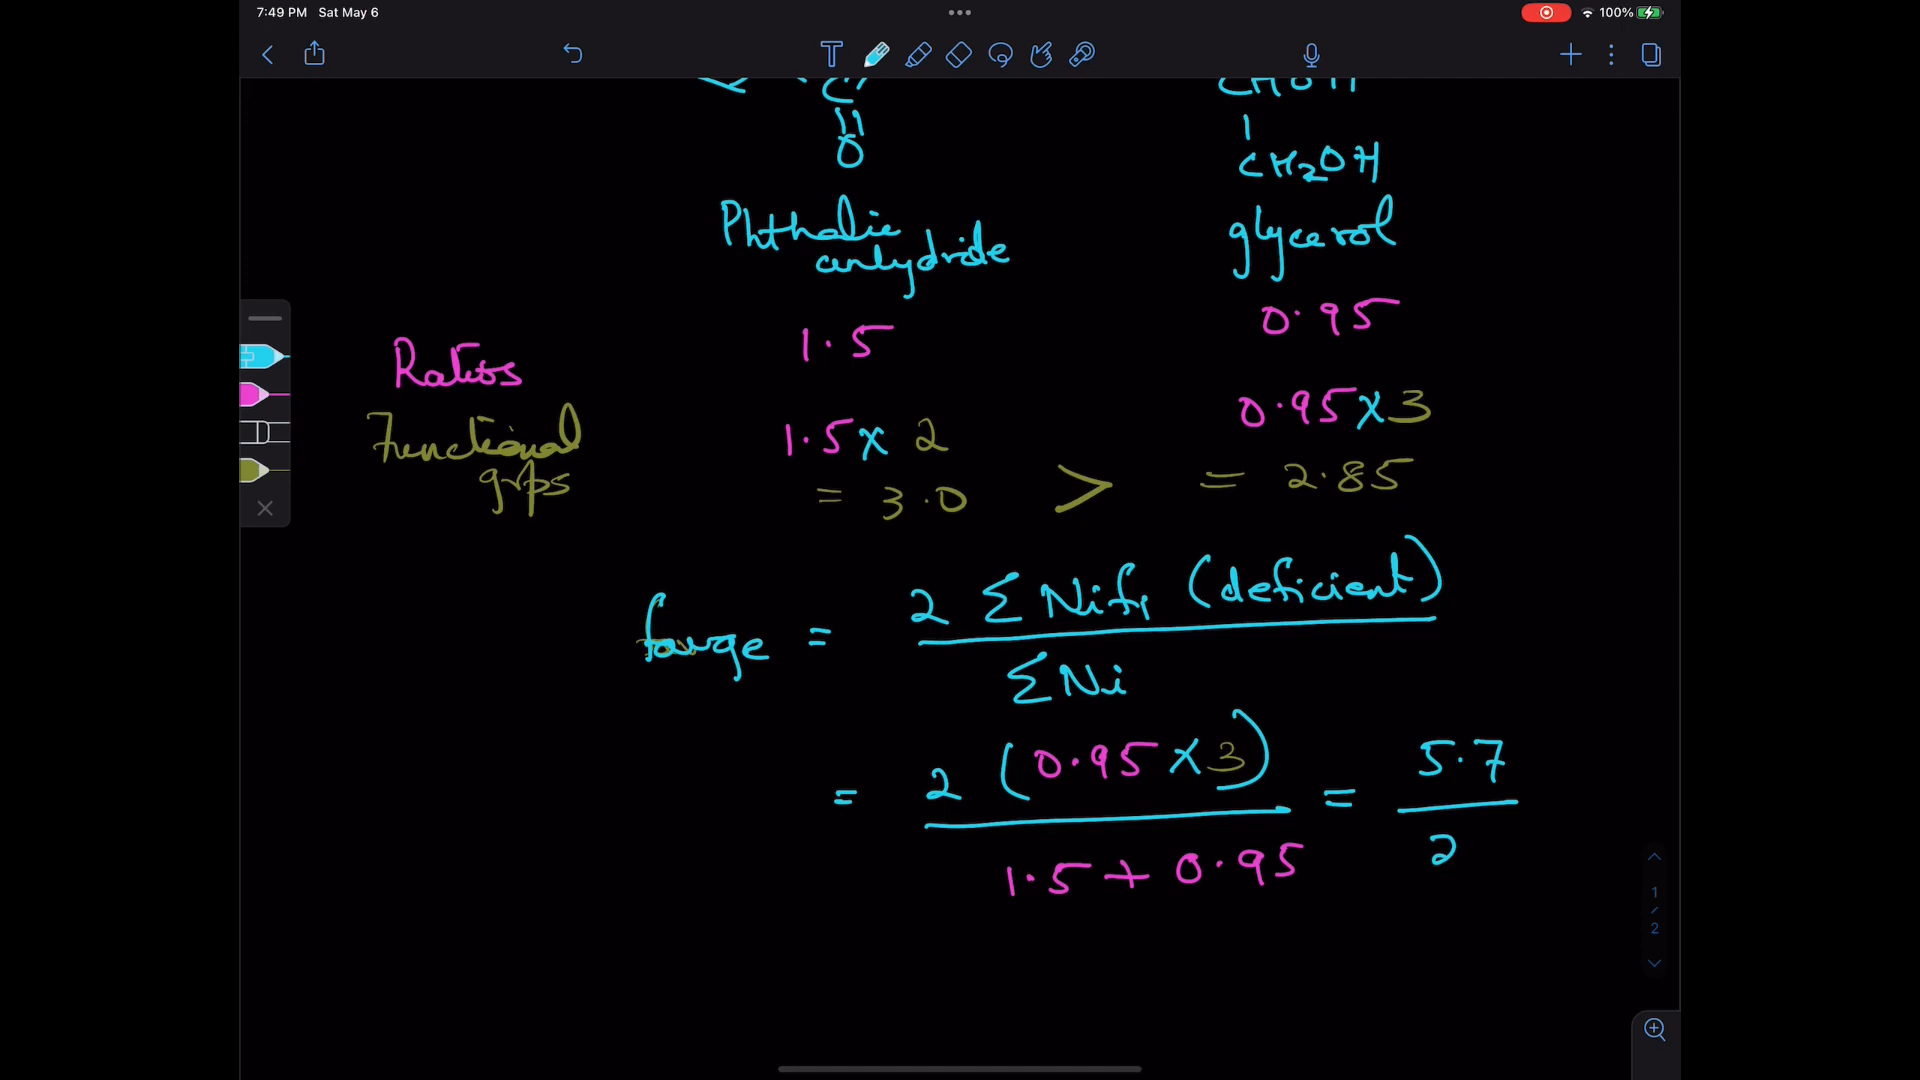 7:49 PM Sat May 6
100%
T
O
CH2OH
Phthalic
anhydride
glycerol
Ratios
1.5
0.95
Functional
grps
1.5 x 2
0.95 x 3
= 3.0
>
= 2.85
favge = 2 Σ Nifi (deficient)
Σ Ni
= 2 (0.95 x 3) = 5.7
1.5 + 0.95
2
1
/
2